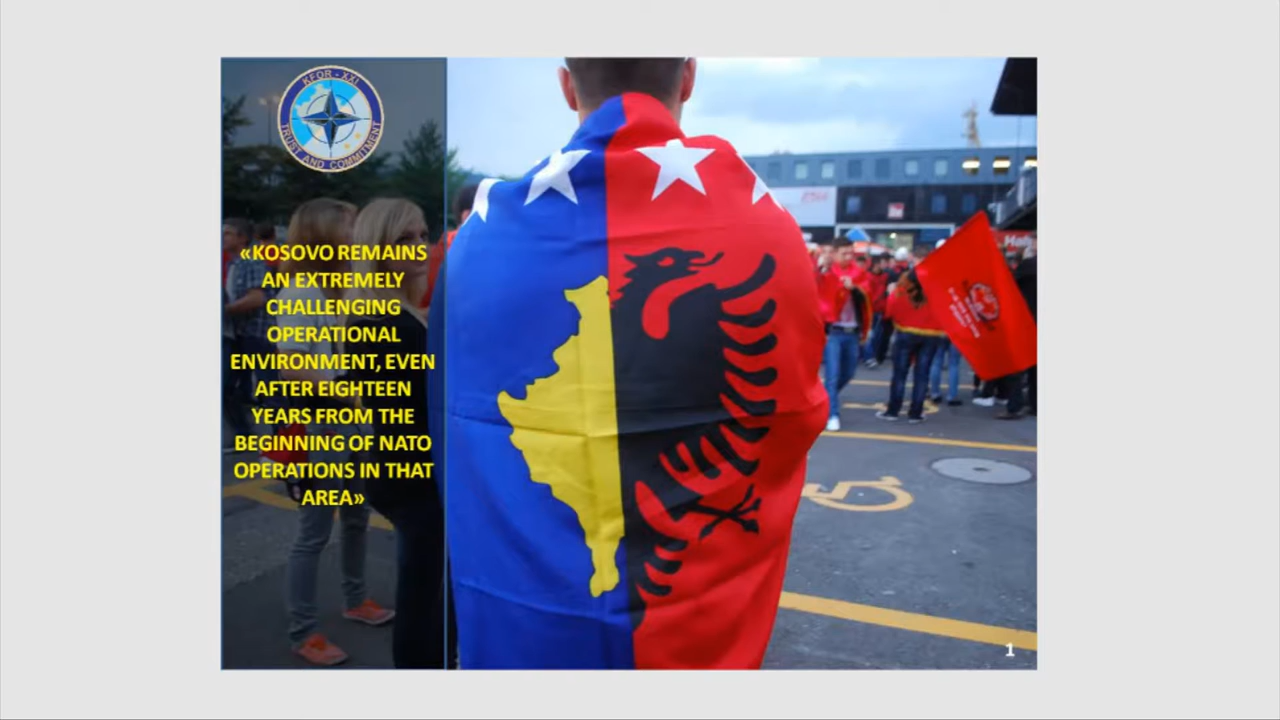 KFOR - XXI
TRUST AND COMMITMENT
«KOSOVO REMAINS
AN EXTREMELY
CHALLENGING
OPERATIONAL
ENVIRONMENT, EVEN
AFTER EIGHTEEN
YEARS FROM THE
BEGINNING OF NATO
OPERATIONS IN THAT
AREA»
1